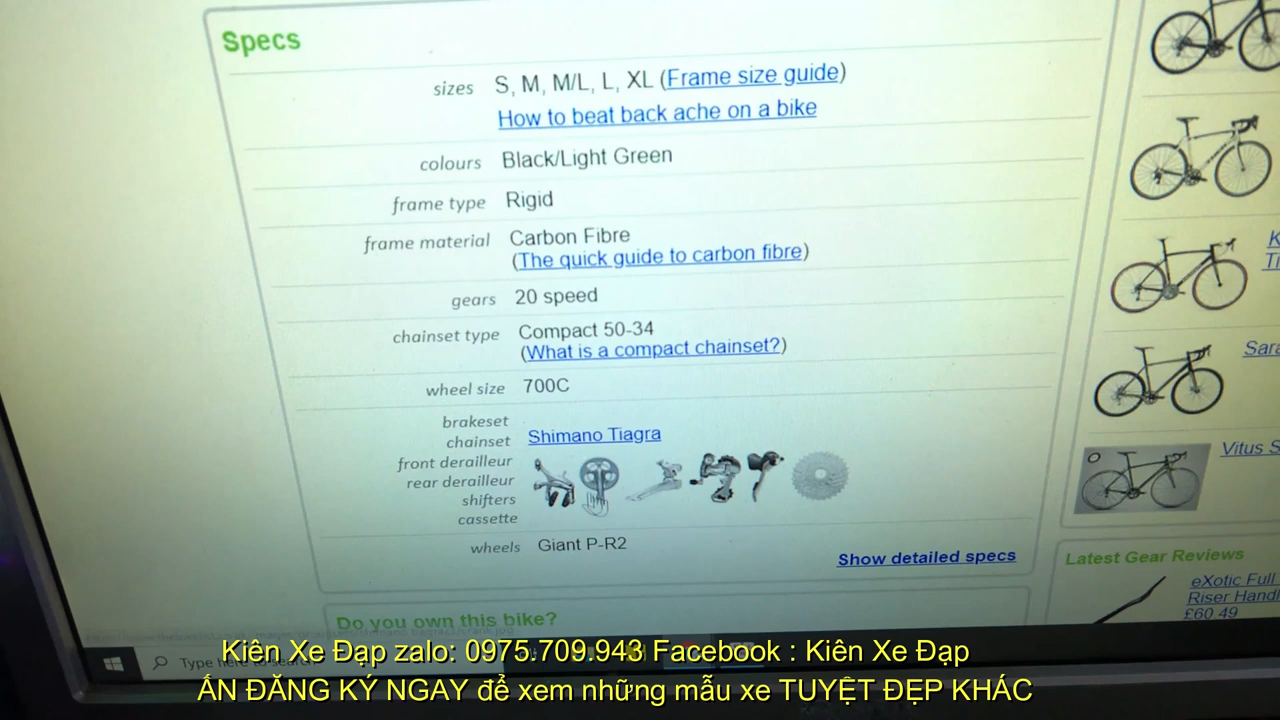 Specs
sizes S, M, M/L, L, XL (Frame size guide)
How to beat back ache on a bike
colours Black/Light Green
frame type Rigid
frame material Carbon Fibre
(The quick guide to carbon fibre)
gears 20 speed
chainset type Compact 50-34
(What is a compact chainset?)
wheel size 700C
brakeset
chainset Shimano Tiagra
front derailleur
rear derailleur
shifters
cassette
wheels Giant P-R2
Show detailed specs
Do you own this bike?
K
Ti
Sara
Vitus S
Latest Gear Reviews
eXotic Full
Riser Handl
£60.49
Type here to search
Kiên Xe Đạp zalo: 0975.709.943 Facebook : Kiên Xe Đạp
ẤN ĐĂNG KÝ NGAY để xem những mẫu xe TUYỆT ĐẸP KHÁC